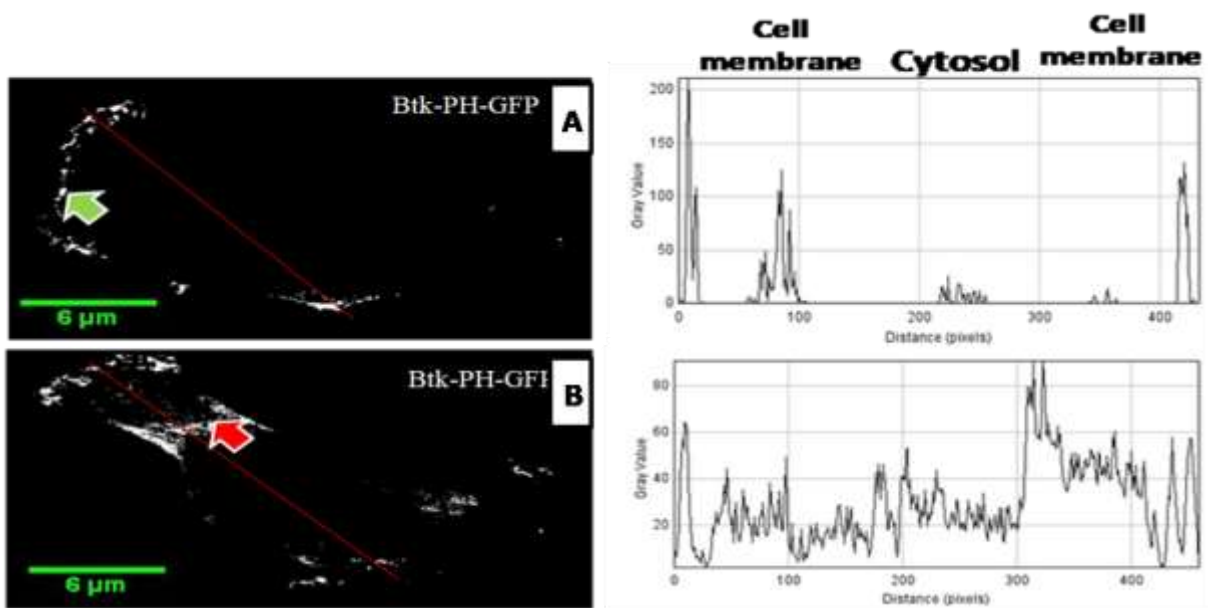 Cell membrane Cytosol Cell membrane
Btk-PH-GFP A
6 µm
200
150
100
50
0
Gray Value
0 100 200 300 400
Distance (pixels)
Btk-PH-GFP B
6 µm
80
60
40
20
Gray Value
0 100 200 300 400
Distance (pixels)